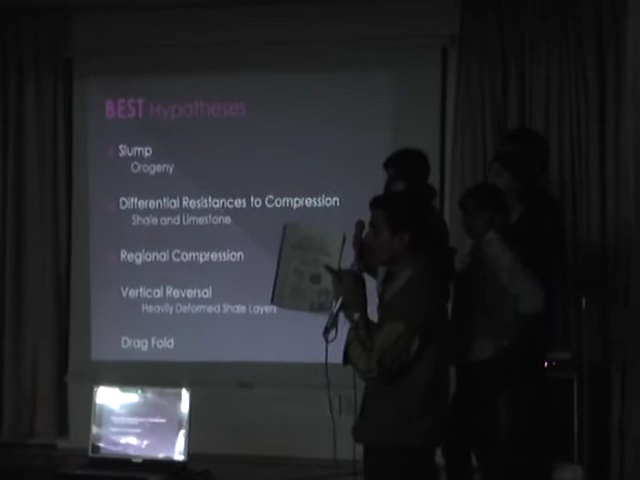 BEST Hypotheses
Slump
Orogeny
Differential Resistances to Compression
Shale and Limestone
Regional Compression
Vertical Reversal
Heavily Deformed Shale Layers
Drag Fold